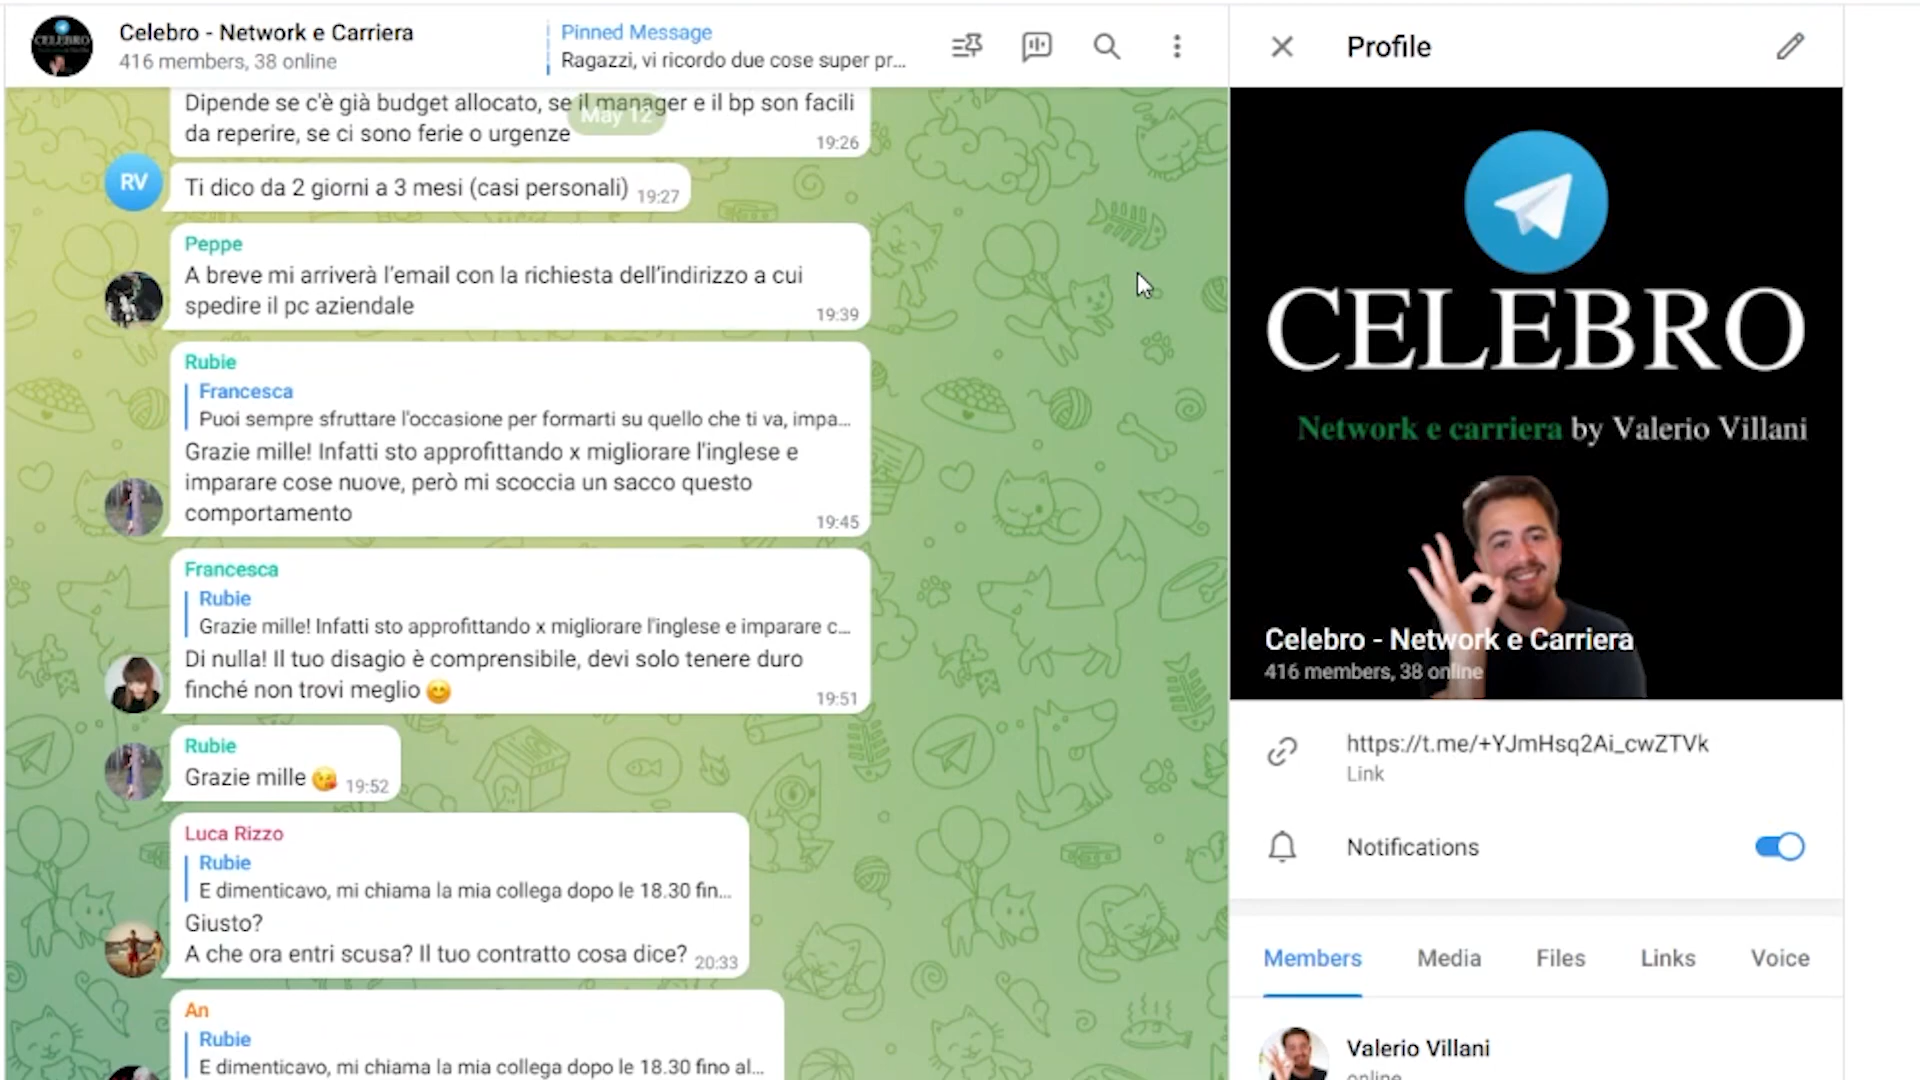 Celebro - Network e Carriera
416 members, 38 online
Pinned Message
Ragazzi, vi ricordo due cose super pr...
Profile
CELEBRO
Dipende se c'è già budget allocato, se il manager e il bp son facili
da reperire, se ci sono ferie o urgenze
19:26
May 12
RV
Ti dico da 2 giorni a 3 mesi (casi personali) 19:27
Peppe
A breve mi arriverà l'email con la richiesta dell'indirizzo a cui
spedire il pc aziendale
19:39
Rubie
Francesca
Puoi sempre sfruttare l'occasione per formarti su quello che ti va, impa...
Grazie mille! Infatti sto approfittando x migliorare l'inglese e
imparare cose nuove, però mi scoccia un sacco questo
comportamento
19:45
Francesca
Rubie
Grazie mille! Infatti sto approfittando x migliorare l'inglese e imparare c...
Di nulla! Il tuo disagio è comprensibile, devi solo tenere duro
finché non trovi meglio 😊
19:51
Rubie
Grazie mille 😘 19:52
Luca Rizzo
Rubie
E dimenticavo, mi chiama la mia collega dopo le 18.30 fin...
Giusto?
A che ora entri scusa? Il tuo contratto cosa dice? 20:33
An
Rubie
E dimenticavo, mi chiama la mia collega dopo le 18.30 fino al...
CELEBRO
Network e carriera by Valerio Villani
Celebro - Network e Carriera
416 members, 38 online
https://t.me/+YJmHsq2Ai_cwZTVk
Link
Notifications
Members Media Files Links Voice
Valerio Villani
online